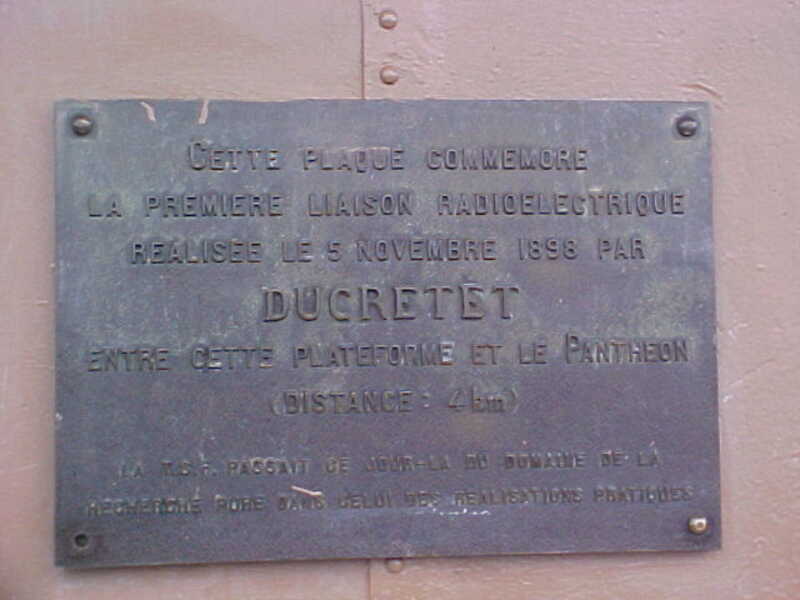 CETTE PLAQUE COMMEMORE
LA PREMIERE LIAISON RADIOELECTRIQUE
REALISEE LE 5 NOVEMBRE 1898 PAR
DUCRETET
ENTRE CETTE PLATEFORME ET LE PANTHEON
(DISTANCE : 4 km)
LA T.S.F. PASSAIT CE JOUR-LA DU DOMAINE DE LA
RECHERCHE PURE DANS CELUI DES REALISATIONS PRATIQUES